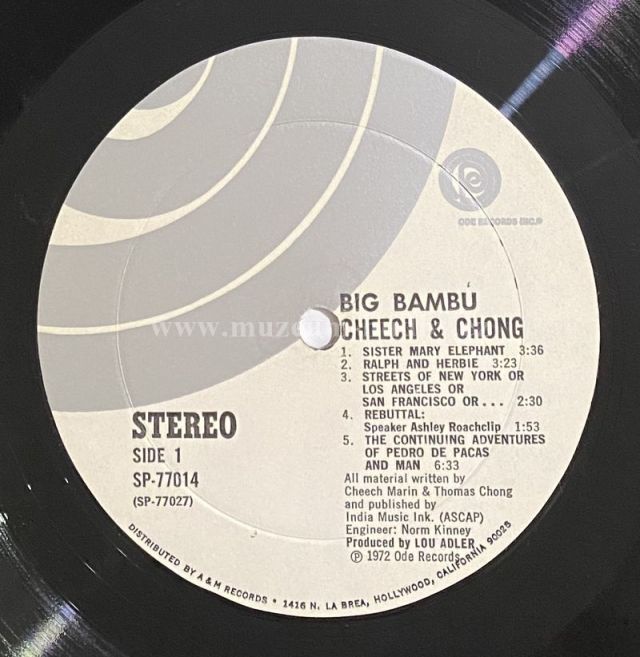 ODE RECORDS INC.®
BIG BAMBÚ
CHEECH & CHONG
1. SISTER MARY ELEPHANT 3:36
2. RALPH AND HERBIE 3:23
3. STREETS OF NEW YORK OR
LOS ANGELES OR
SAN FRANCISCO OR... 2:30
4. REBUTTAL:
Speaker Ashley Roachclip 1:53
5. THE CONTINUING ADVENTURES
OF PEDRO DE PACAS
AND MAN 6:33
All material written by
Cheech Marin & Thomas Chong
and published by
India Music Ink. (ASCAP)
Engineer: Norm Kinney
Produced by LOU ADLER
℗ 1972 Ode Records
STEREO
SIDE 1
SP-77014
(SP-77027)
DISTRIBUTED BY A & M RECORDS • 1416 N. LA BREA, HOLLYWOOD, CALIFORNIA 90028